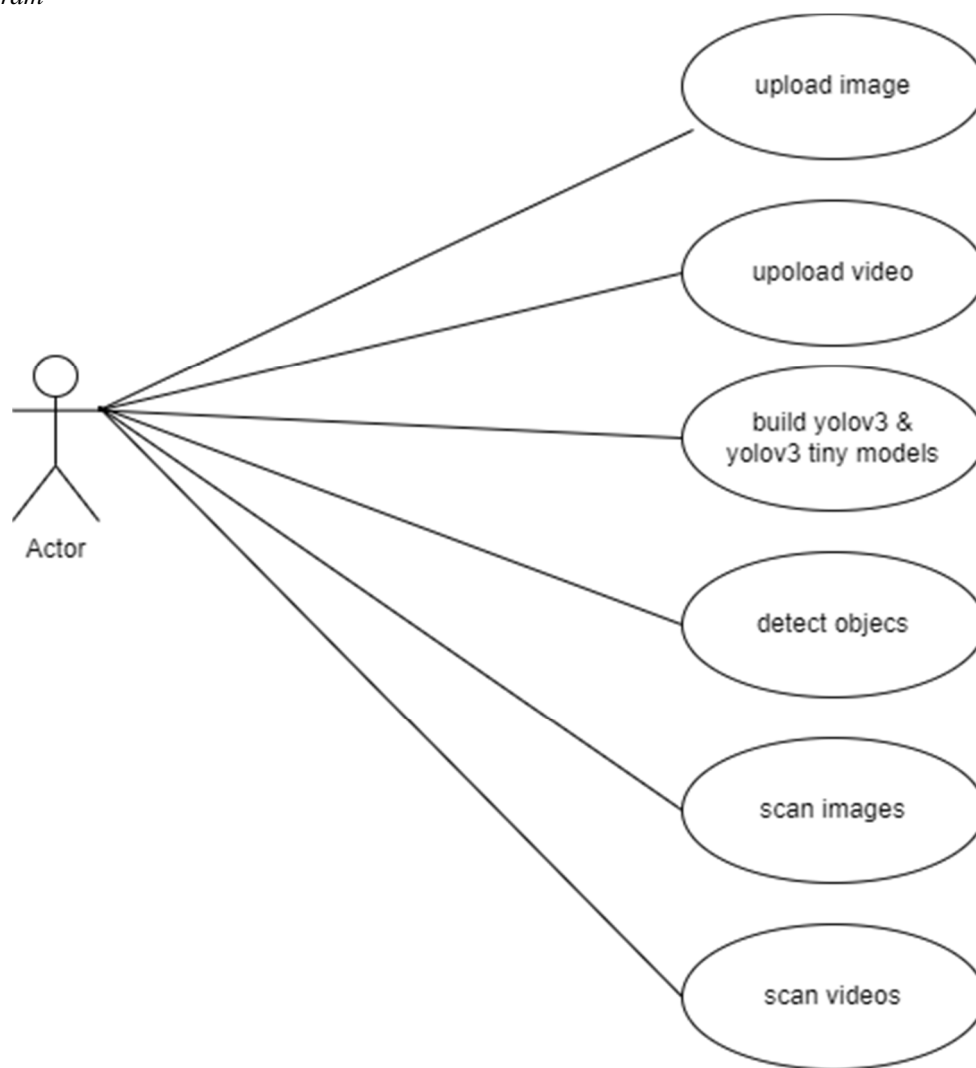 upload image
upoload video
build yolov3 &
yolov3 tiny models
Actor
detect objecs
scan images
scan videos